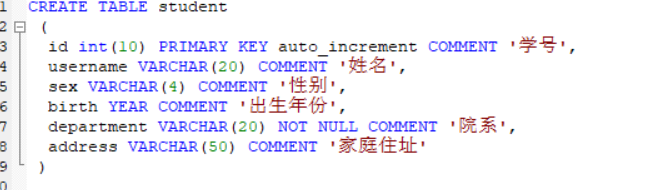 1 CREATE TABLE student
2 (
3 id int(10) PRIMARY KEY auto_increment COMMENT '学号',
4 username VARCHAR(20) COMMENT '姓名',
5 sex VARCHAR(4) COMMENT '性别',
6 birth YEAR COMMENT '出生年份',
7 department VARCHAR(20) NOT NULL COMMENT '院系',
8 address VARCHAR(50) COMMENT '家庭住址'
9 )
0